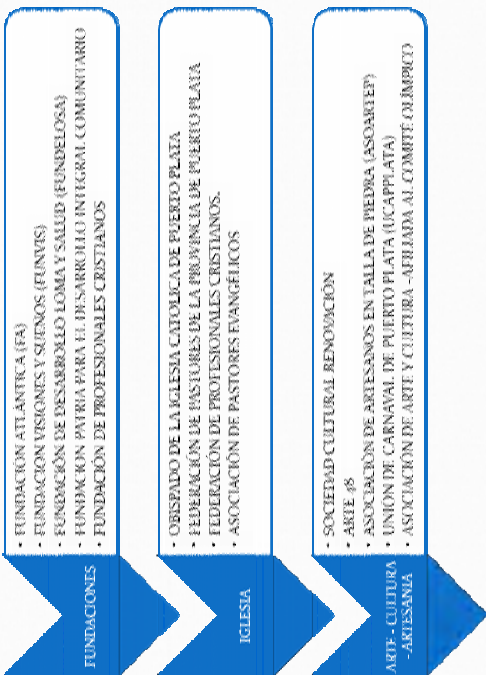 FUNDACIONES
• FUNDACIÓN ATLÁNTICA (FA)
• FUNDACION VISIONES Y SUEÑOS (FUNVIS)
• FUNDACIÓN DE DESARROLLO LOMA Y SALUD (FUNDELOSA)
• FUNDACIÓN PATRIA PARA EL DESARROLLO INTEGRAL COMUNITARIO
• FUNDACIÓN DE PROFESIONALES CRISTIANOS
IGLESIA
• OBISPADO DE LA IGLESIA CATOLICA DE PUERTO PLATA
• FEDERACIÓN DE PASTORES DE LA PROVINCIA DE PUERTO PLATA
• FEDERACIÓN DE PROFESIONALES CRISTIANOS.
• ASOCIACIÓN DE PASTORES EVANGÉLICOS
ARTE - CULTURA
- ARTESANIA
• SOCIEDAD CULTURAL RENOVACIÓN
• ARTE 48
• ASOCIACIÓN DE ARTESANOS EN TALLA DE PIEDRA (ASOARTEP)
• UNIÓN DE CARNAVAL DE PUERTO PLATA (UCAPPLATA)
• ASOCIACIÓN DE ARTE Y CULTURA - AFILIADA AL COMITÉ OLÍMPICO